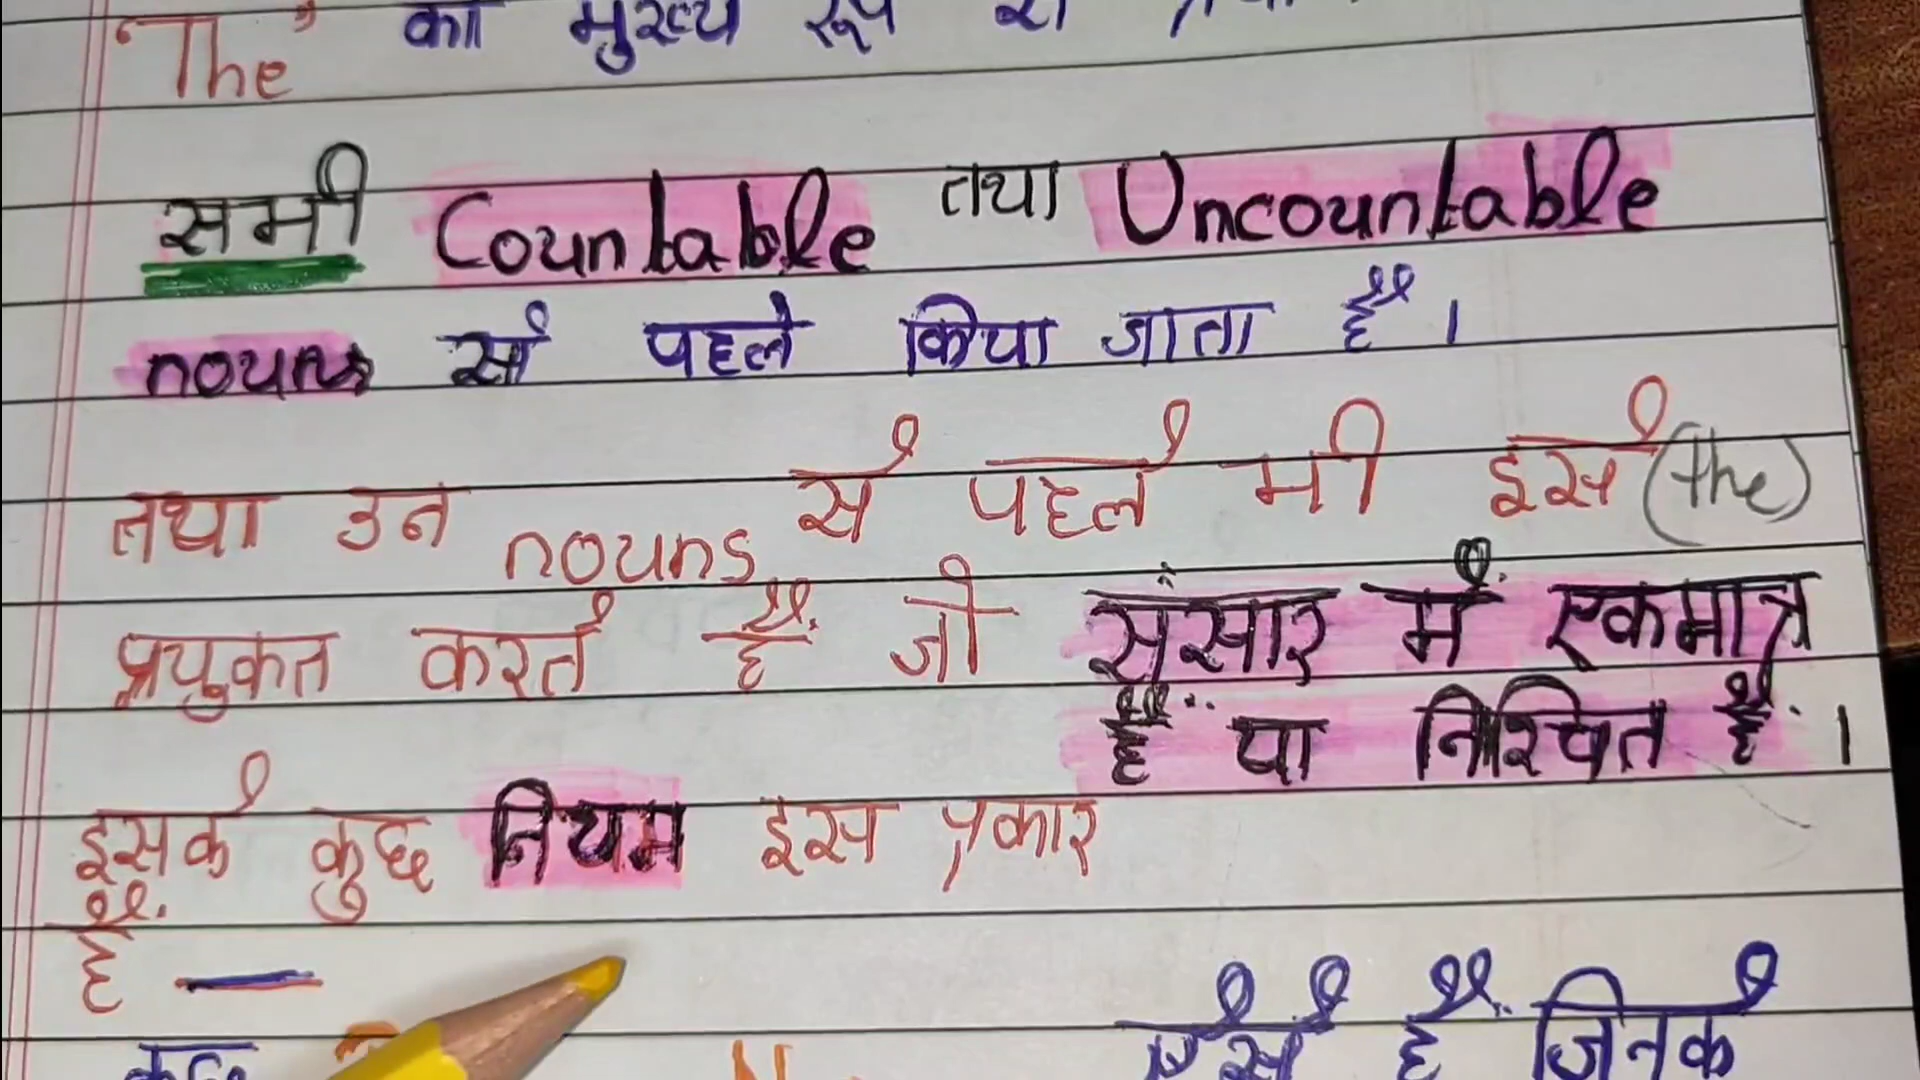 "The" का मुख्य रूप से
सभी Countable तथा Uncountable
nouns से पहले किया जाता है।
तथा उन nouns से पहले भी इसे (the)
प्रयुक्त करते हैं जो संसार में एकमात्र
हैं या निश्चित हैं।
इसके कुछ नियम इस प्रकार
हैं —
कुछ ऐसे हैं जिनके